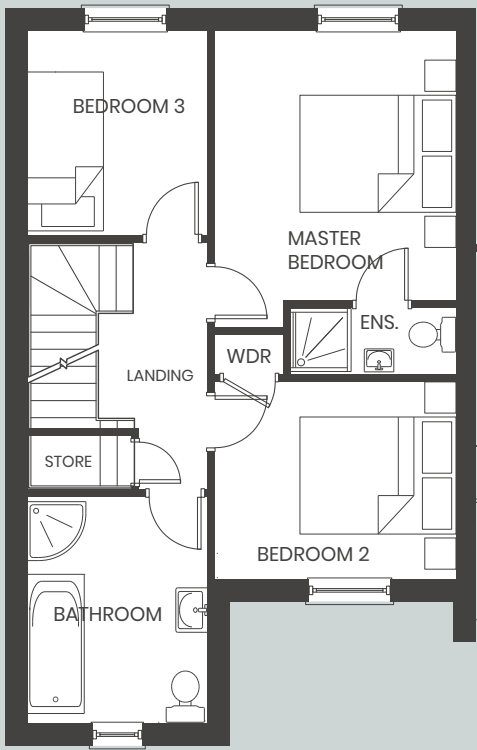 BEDROOM 3
MASTER
BEDROOM
ENS.
WDR
LANDING
STORE
BEDROOM 2
BATHROOM